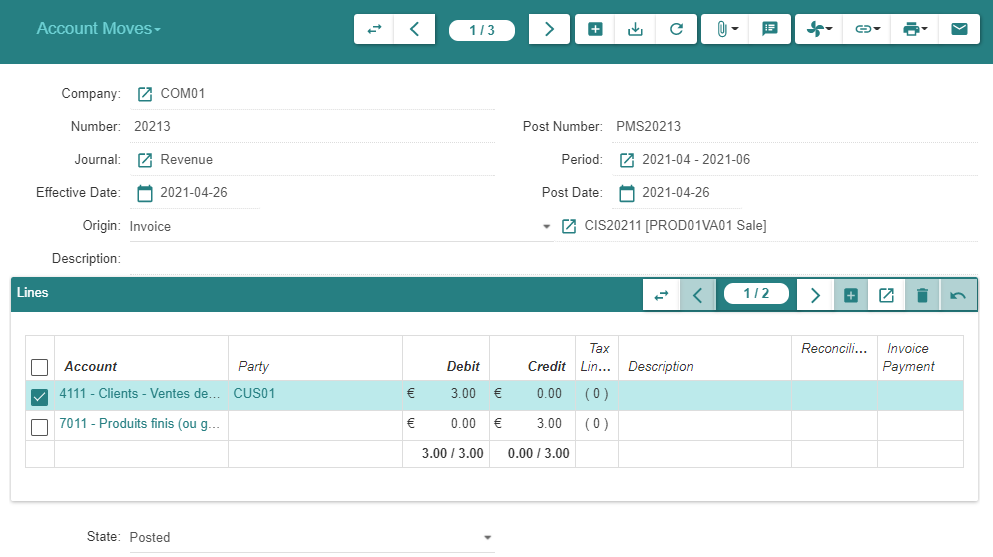 Account Moves
1 / 3
Company: COM01
Number: 20213 Post Number: PMS20213
Journal: Revenue Period: 2021-04 - 2021-06
Effective Date: 2021-04-26 Post Date: 2021-04-26
Origin: Invoice CIS20211 [PROD01VA01 Sale]
Description:
Lines 1 / 2
Account Party Debit Credit Tax Lin... Description Reconcili... Invoice Payment
4111 - Clients - Ventes de... CUS01 € 3.00 € 0.00 ( 0 )
7011 - Produits finis (ou g... € 0.00 € 3.00 ( 0 )
3.00 / 3.00 0.00 / 3.00
State: Posted